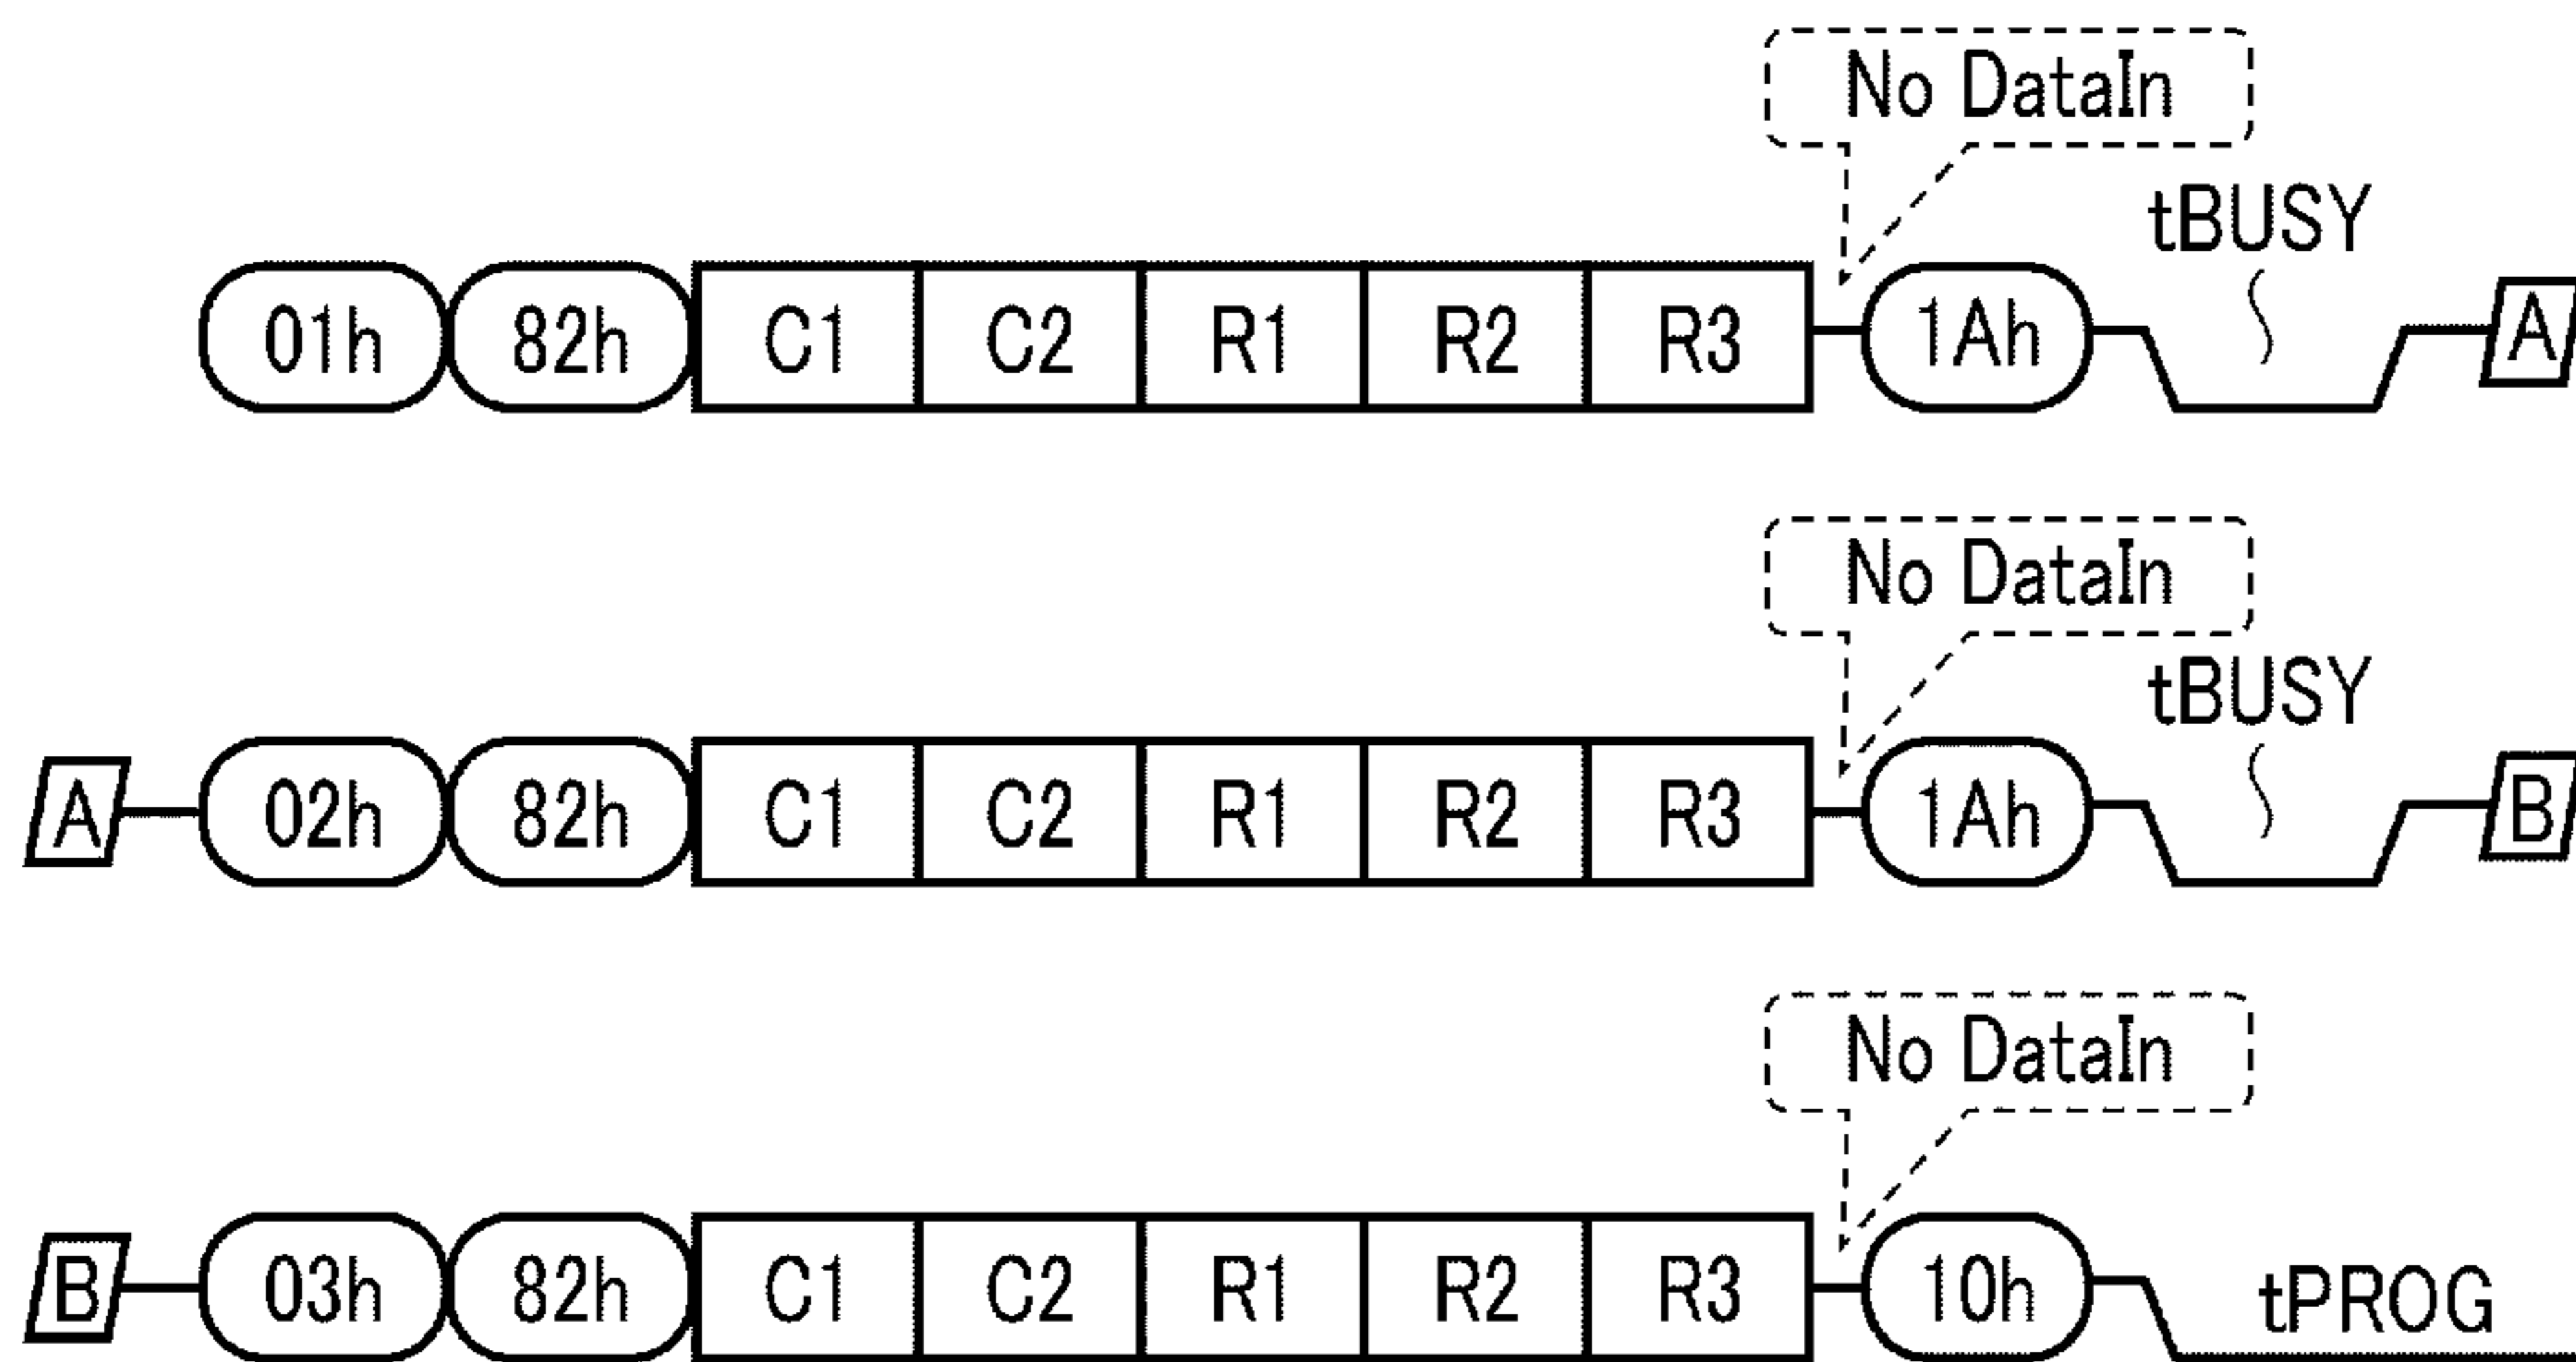 No DataIn
tBUSY
01h 82h C1 C2 R1 R2 R3 1Ah A
No DataIn
tBUSY
A 02h 82h C1 C2 R1 R2 R3 1Ah B
No DataIn
B 03h 82h C1 C2 R1 R2 R3 10h tPROG